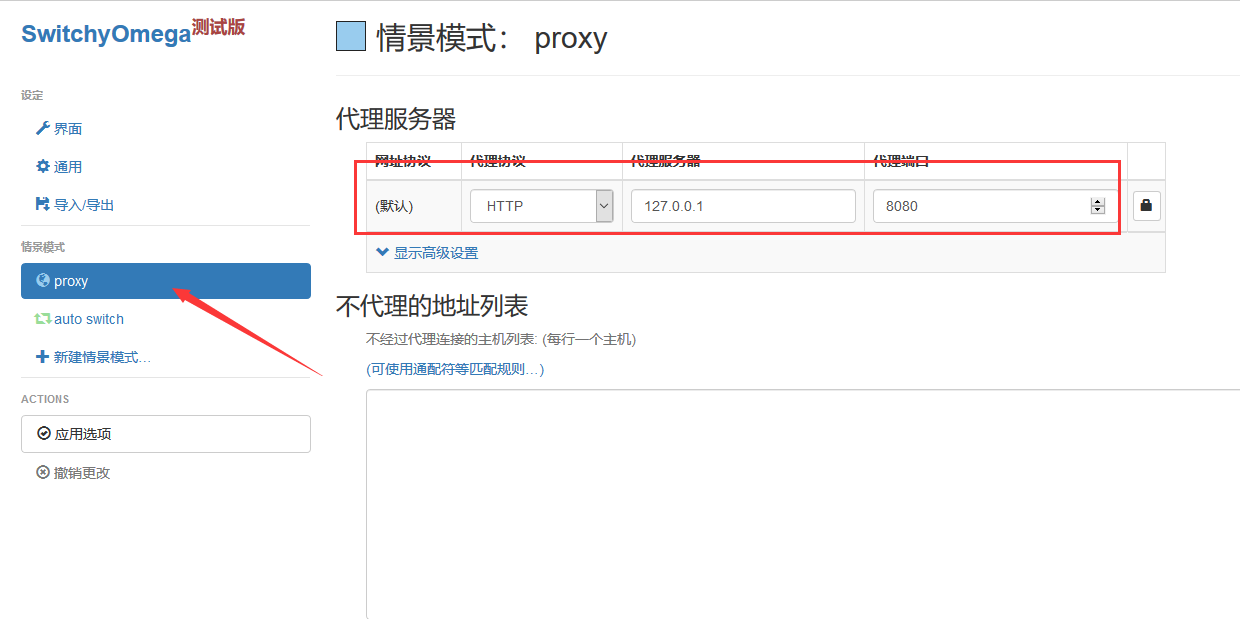 SwitchyOmega测试版
设定
界面
通用
导入/导出
情景模式
proxy
auto switch
新建情景模式…
ACTIONS
应用选项
撤销更改
情景模式： proxy
代理服务器
网址协议 代理协议 代理服务器 代理端口
(默认) HTTP 127.0.0.1 8080
显示高级设置
不代理的地址列表
不经过代理连接的主机列表: (每行一个主机)
(可使用通配符等匹配规则…)